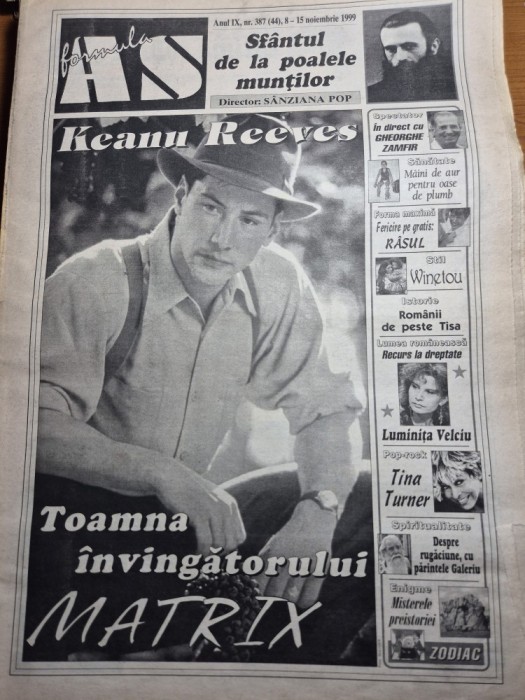 formula
AS
Anul IX, nr. 387 (44), 8 – 15 noiembrie 1999
Sfântul
de la poalele
munților
Director: SÂNZIANA POP
Keanu Reeves
Toamna
învingătorului
MATRIX
Spectator
În direct cu
GHEORGHE
ZAMFIR
Sănătate
Mâini de aur
pentru oase
de plumb
Forma maximă
Fericire pe gratis:
RÂSUL
Stil
Winetou
Istorie
Românii
de peste Tisa
Lumea românească
Recurs la dreptate
Luminița Velciu
Pop-rock
Tina
Turner
Spiritualitate
Despre
rugăciune, cu
părintele Galeriu
Enigme
Misterele
preistoriei
ZODIAC